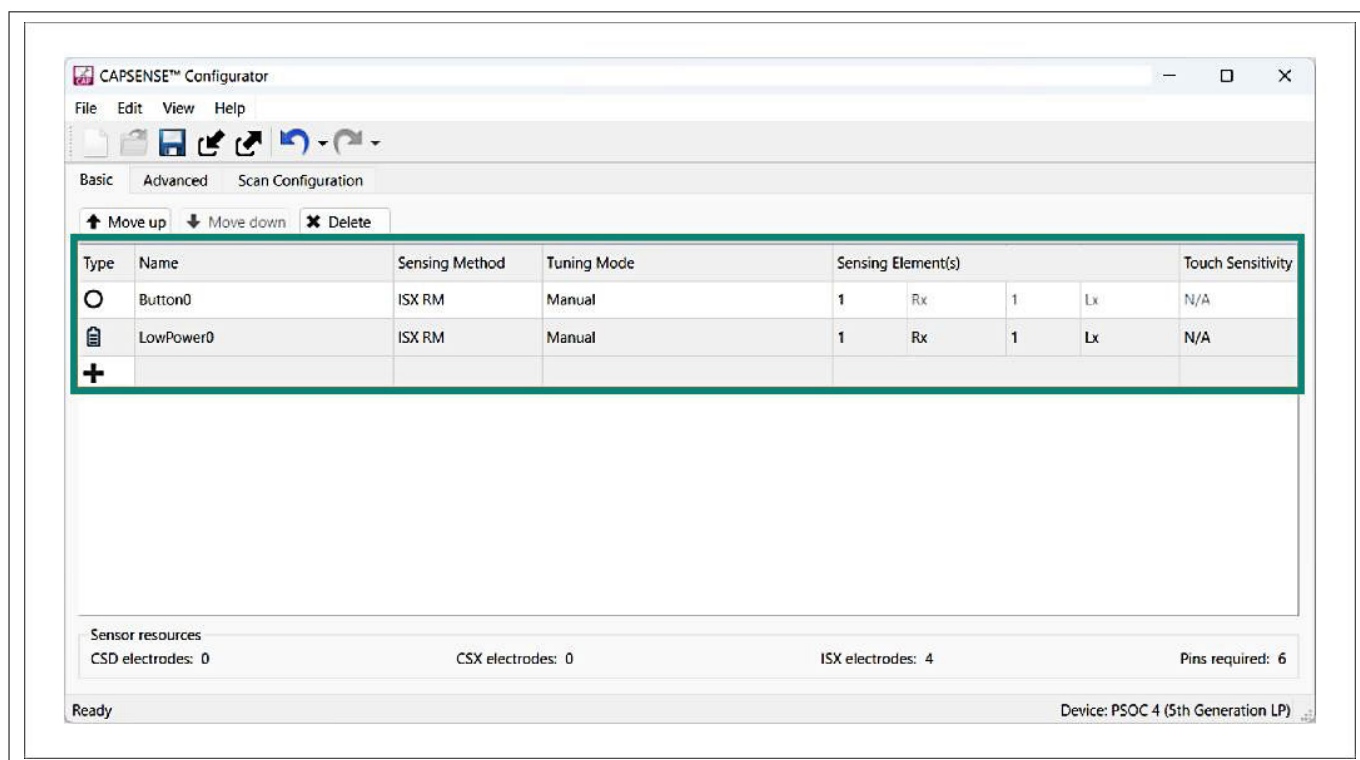 CAPSENSE™ Configurator
File Edit View Help
Basic Advanced Scan Configuration
Move up Move down Delete
Type Name Sensing Method Tuning Mode Sensing Element(s) Touch Sensitivity
Button0 ISX RM Manual 1 Rx 1 Lx N/A
LowPower0 ISX RM Manual 1 Rx 1 Lx N/A
Sensor resources
CSD electrodes: 0 CSX electrodes: 0 ISX electrodes: 4 Pins required: 6
Ready Device: PSOC 4 (5th Generation LP)